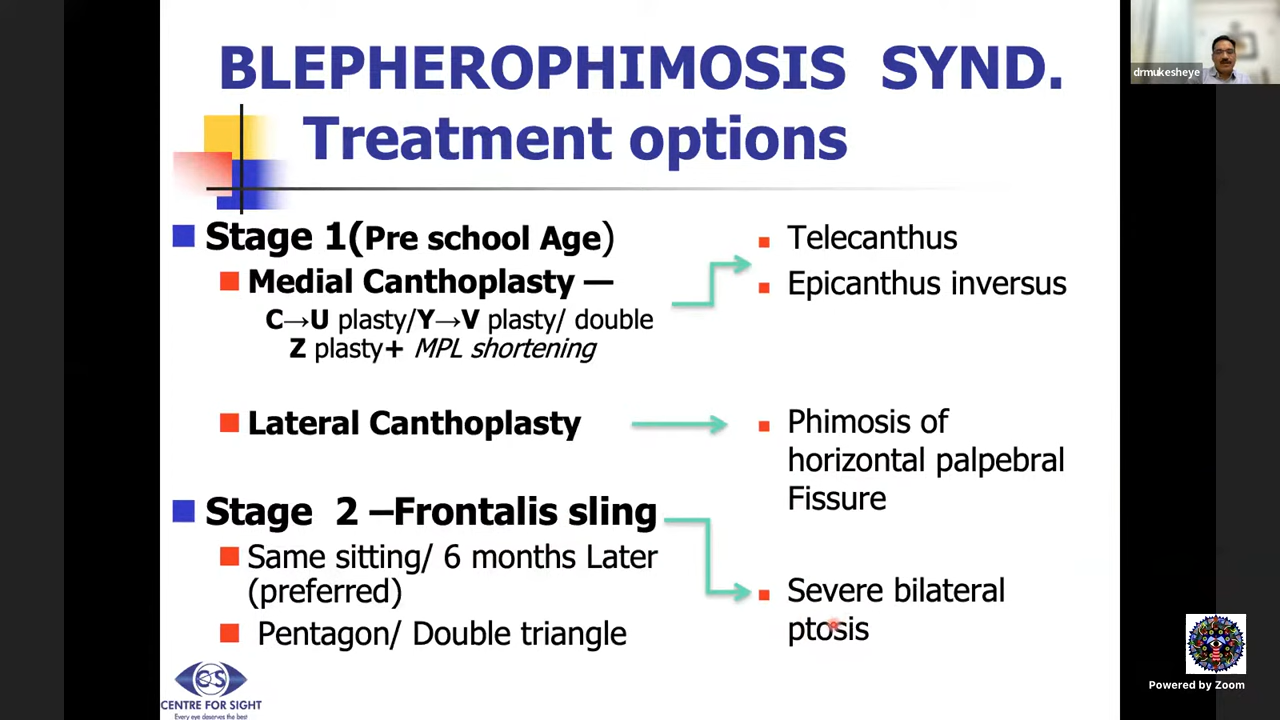 BLEPHEROPHIMOSIS SYND.
Treatment options
Stage 1(Pre school Age)
Medial Canthoplasty —
C→U plasty/Y→V plasty/ double
Z plasty+ MPL shortening
Lateral Canthoplasty
Stage 2 –Frontalis sling
Same sitting/ 6 months Later
(preferred)
Pentagon/ Double triangle
Telecanthus
Epicanthus inversus
Phimosis of
horizontal palpebral
Fissure
Severe bilateral
ptosis
CFS
CENTRE FOR SIGHT
Every eye deserves the best
drmukesheye
Powered by Zoom